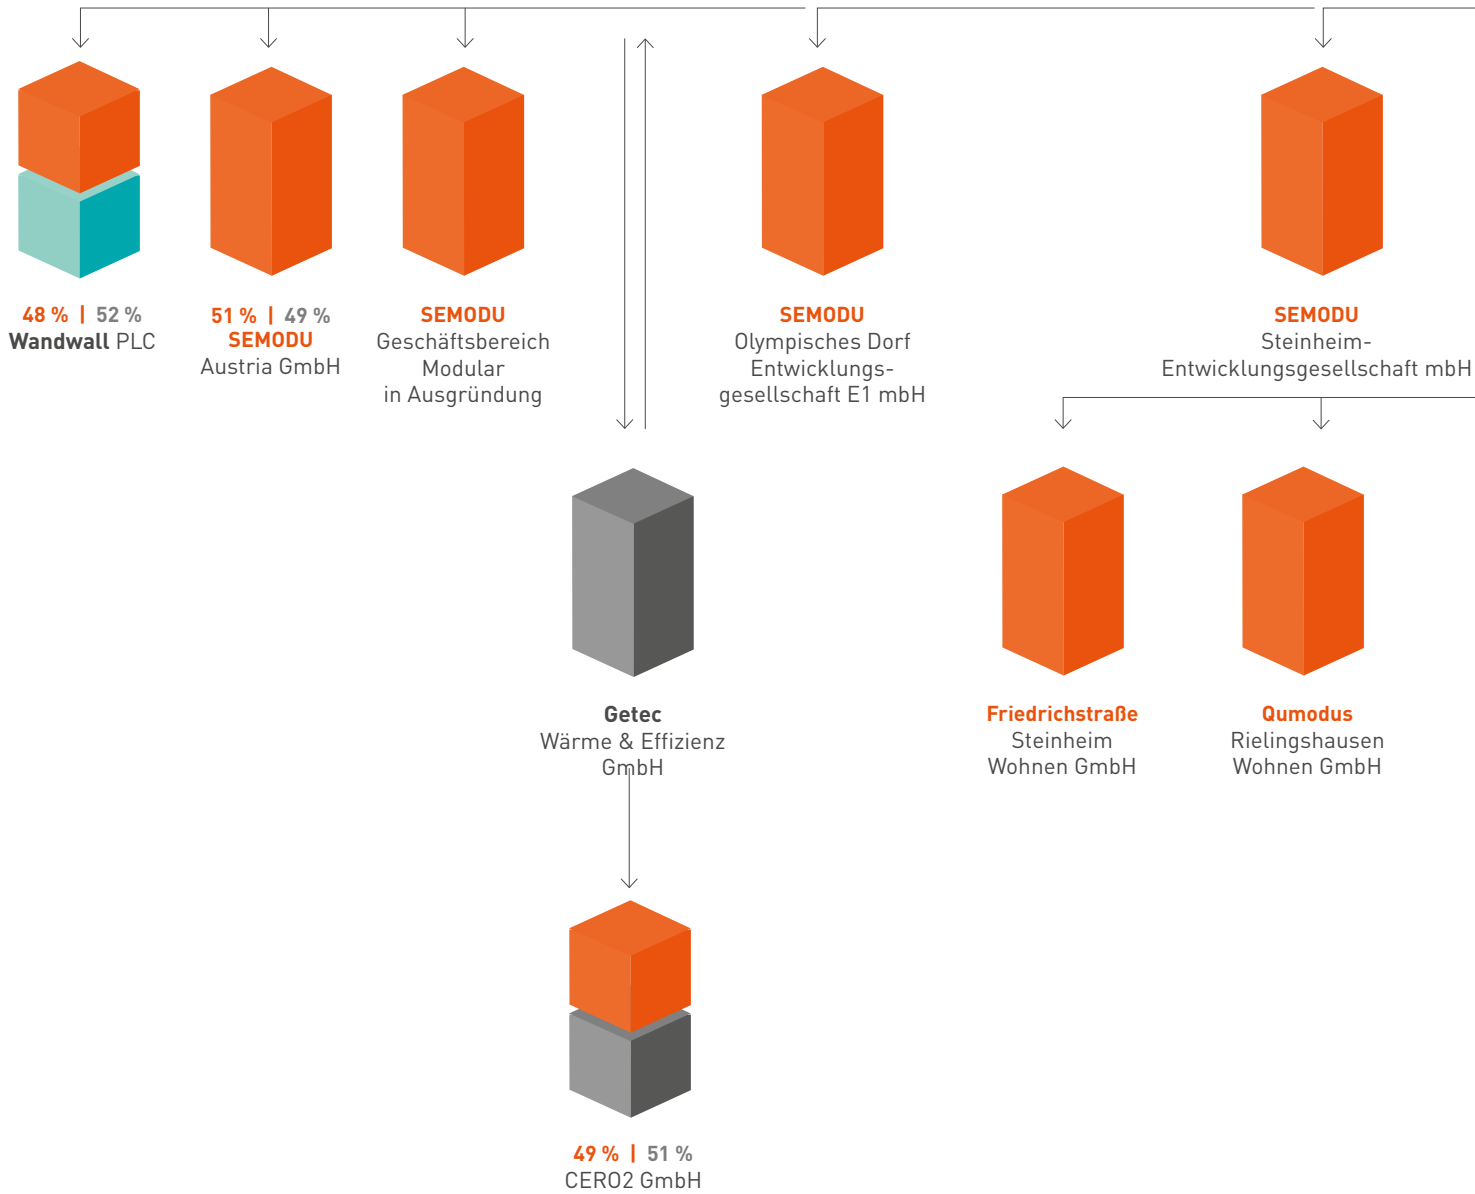 48 % | 52 %
Wandwall PLC
51 % | 49 %
SEMODU
Austria GmbH
SEMODU
Geschäftsbereich
Modular
in Ausgründung
SEMODU
Olympisches Dorf
Entwicklungs-
gesellschaft E1 mbH
SEMODU
Steinheim-
Entwicklungsgesellschaft mbH
Getec
Wärme & Effizienz
GmbH
Friedrichstraße
Steinheim
Wohnen GmbH
Qumodus
Rielingshausen
Wohnen GmbH
49 % | 51 %
CERO2 GmbH